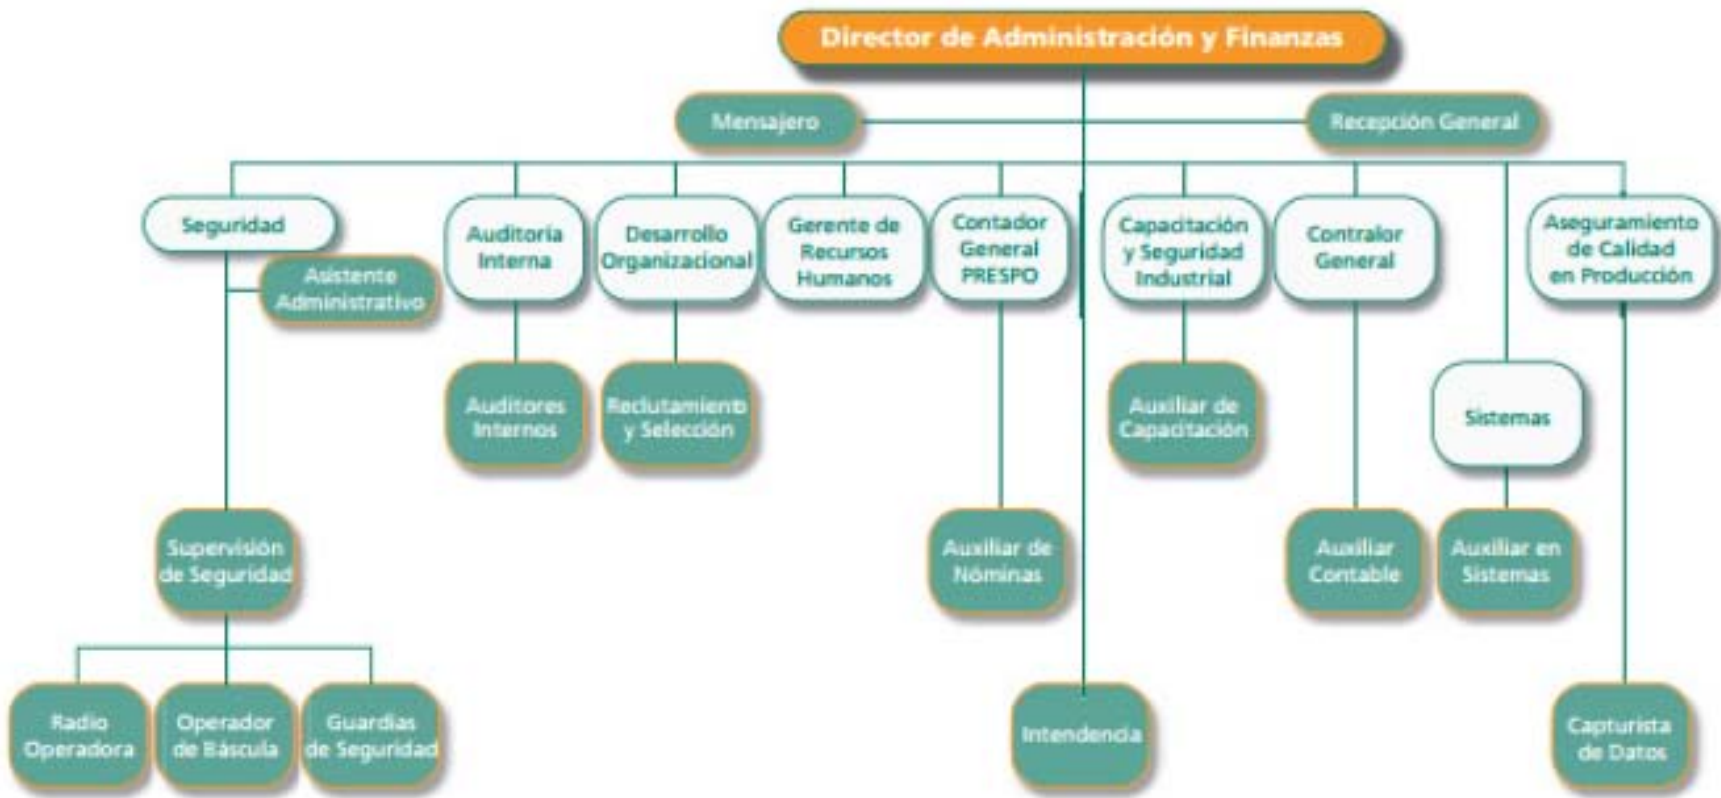 Director de Administración y Finanzas
Mensajero
Recepción General
Seguridad
Asistente
Administrativo
Auditoría
Interna
Desarrollo
Organizacional
Gerente de
Recursos
Humanos
Contador
General
PRESPO
Capacitación
y Seguridad
Industrial
Contralor
General
Aseguramiento
de Calidad
en Producción
Auditores
Internos
Reclutamiento
y Selección
Auxiliar de
Capacitación
Sistemas
Supervisión
de Seguridad
Auxiliar de
Nóminas
Auxiliar
Contable
Auxiliar en
Sistemas
Radio
Operadora
Operador
de Báscula
Guardias
de Seguridad
Intendencia
Capturista
de Datos